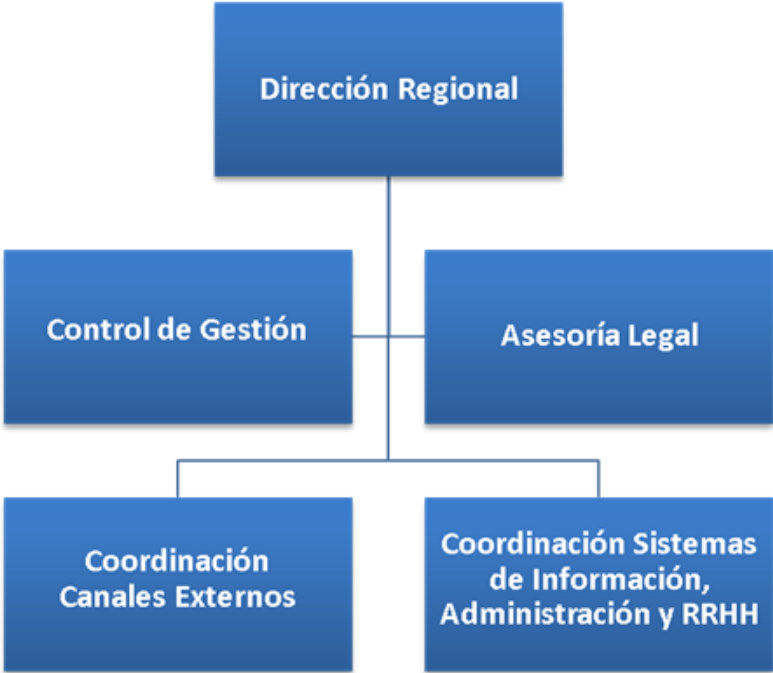 Dirección Regional
Control de Gestión
Asesoría Legal
Coordinación
Canales Externos
Coordinación Sistemas
de Información,
Administración y RRHH